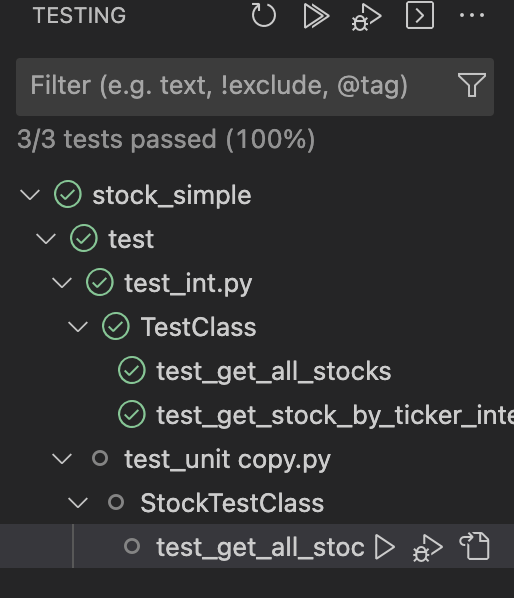 TESTING
Filter (e.g. text, !exclude, @tag)
3/3 tests passed (100%)
stock_simple
test
test_int.py
TestClass
test_get_all_stocks
test_get_stock_by_ticker_inte
test_unit copy.py
StockTestClass
test_get_all_stoc